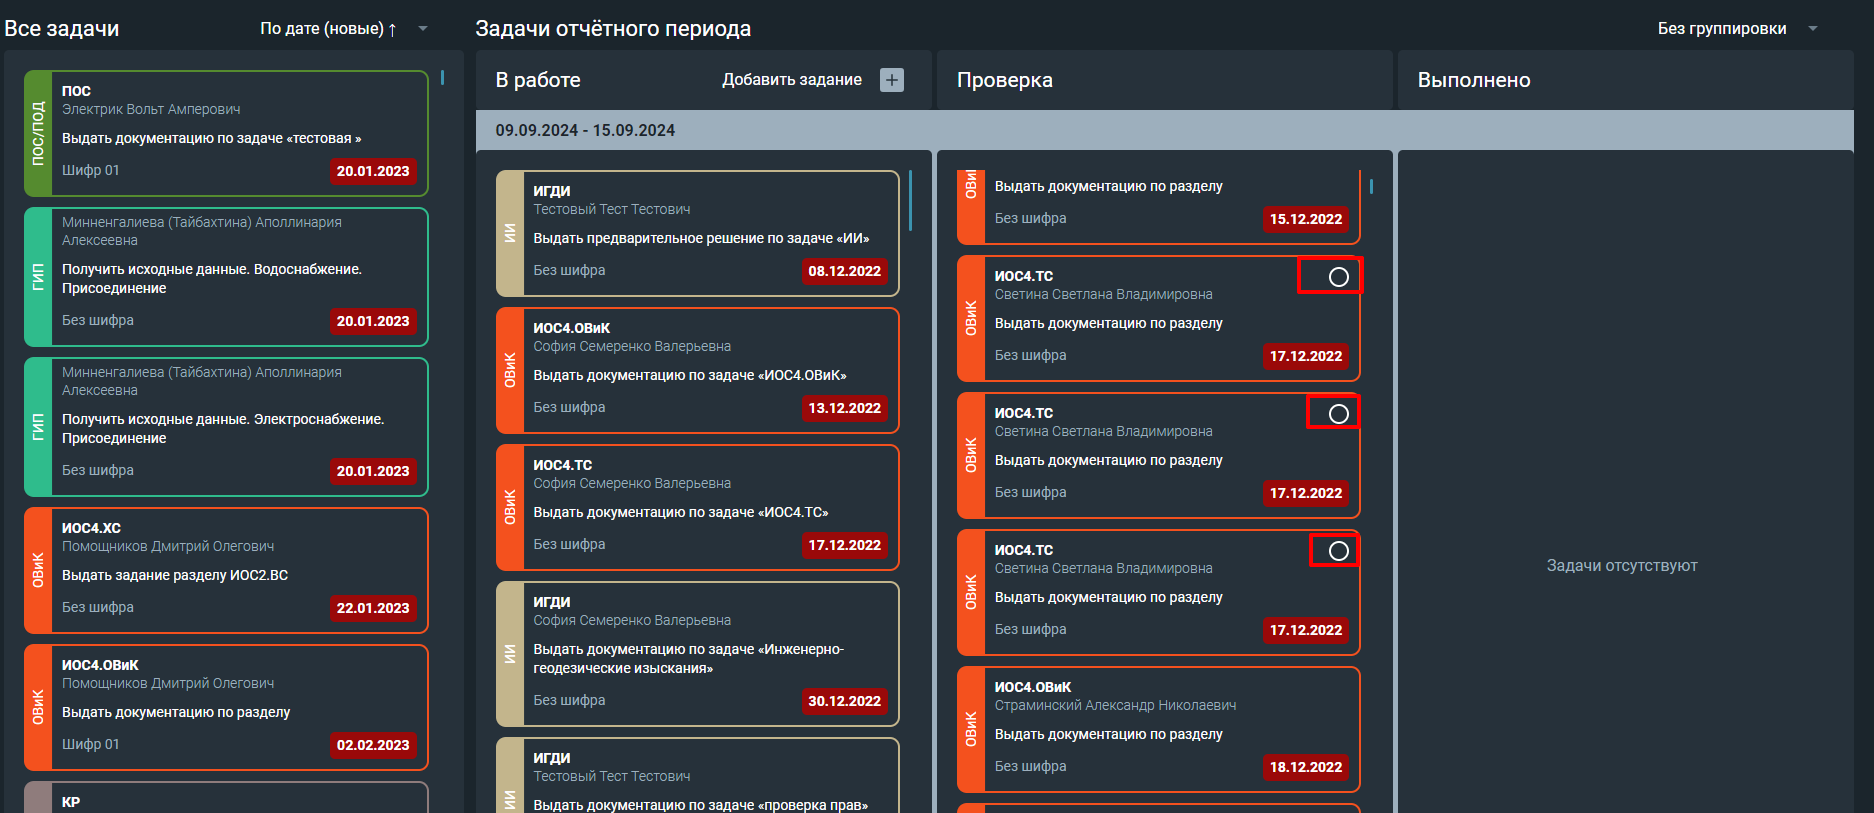 Все задачи
По дате (новые) ↑
ПОС/ПОД
ПОС
Электрик Вольт Амперович
Выдать документацию по задаче «тестовая »
Шифр 01
20.01.2023
ГИП
Минненгалиева (Тайбахтина) Аполлинария
Алексеевна
Получить исходные данные. Водоснабжение.
Присоединение
Без шифра
20.01.2023
ГИП
Минненгалиева (Тайбахтина) Аполлинария
Алексеевна
Получить исходные данные. Электроснабжение.
Присоединение
Без шифра
20.01.2023
ОВиК
ИОС4.ХС
Помощников Дмитрий Олегович
Выдать задание разделу ИОС2.ВС
Без шифра
22.01.2023
ОВиК
ИОС4.ОВиК
Помощников Дмитрий Олегович
Выдать документацию по разделу
Шифр 01
02.02.2023
КР
Задачи отчётного периода
Без группировки
В работе
Добавить задание
+
Проверка
Выполнено
09.09.2024 - 15.09.2024
ИИ
ИГДИ
Тестовый Тест Тестович
Выдать предварительное решение по задаче «ИИ»
Без шифра
08.12.2022
ОВиК
ИОС4.ОВиК
София Семеренко Валерьевна
Выдать документацию по задаче «ИОС4.ОВиК»
Без шифра
13.12.2022
ОВиК
ИОС4.ТС
София Семеренко Валерьевна
Выдать документацию по задаче «ИОС4.ТС»
Без шифра
17.12.2022
ИИ
ИГДИ
София Семеренко Валерьевна
Выдать документацию по задаче «Инженерно-
геодезические изыскания»
Без шифра
30.12.2022
ИИ
ИГДИ
Тестовый Тест Тестович
Выдать документацию по задаче «проверка прав»
ОВиК
Выдать документацию по разделу
Без шифра
15.12.2022
ОВиК
ИОС4.ТС
Светина Светлана Владимировна
Выдать документацию по разделу
Без шифра
17.12.2022
ОВиК
ИОС4.ТС
Светина Светлана Владимировна
Выдать документацию по разделу
Без шифра
17.12.2022
ОВиК
ИОС4.ТС
Светина Светлана Владимировна
Выдать документацию по разделу
Без шифра
17.12.2022
ОВиК
ИОС4.ОВиК
Страминский Александр Николаевич
Выдать документацию по разделу
Без шифра
18.12.2022
Задачи отсутствуют